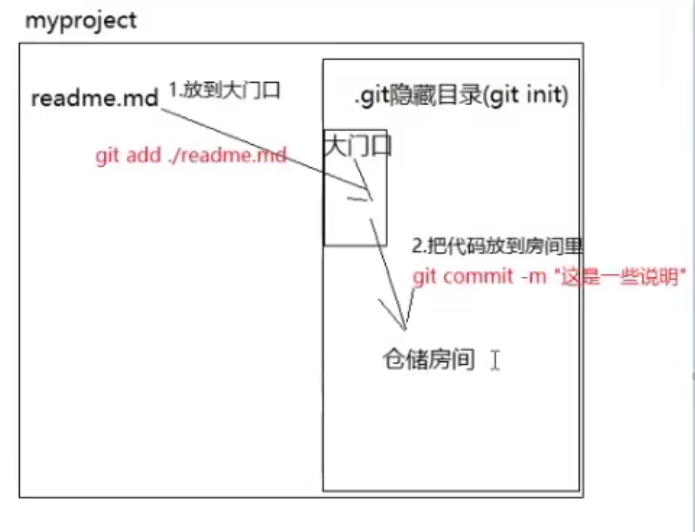 myproject
readme.md
1.放到大门口
.git隐藏目录(git init)
大门口
git add ./readme.md
2.把代码放到房间里
git commit -m "这是一些说明"
仓储房间